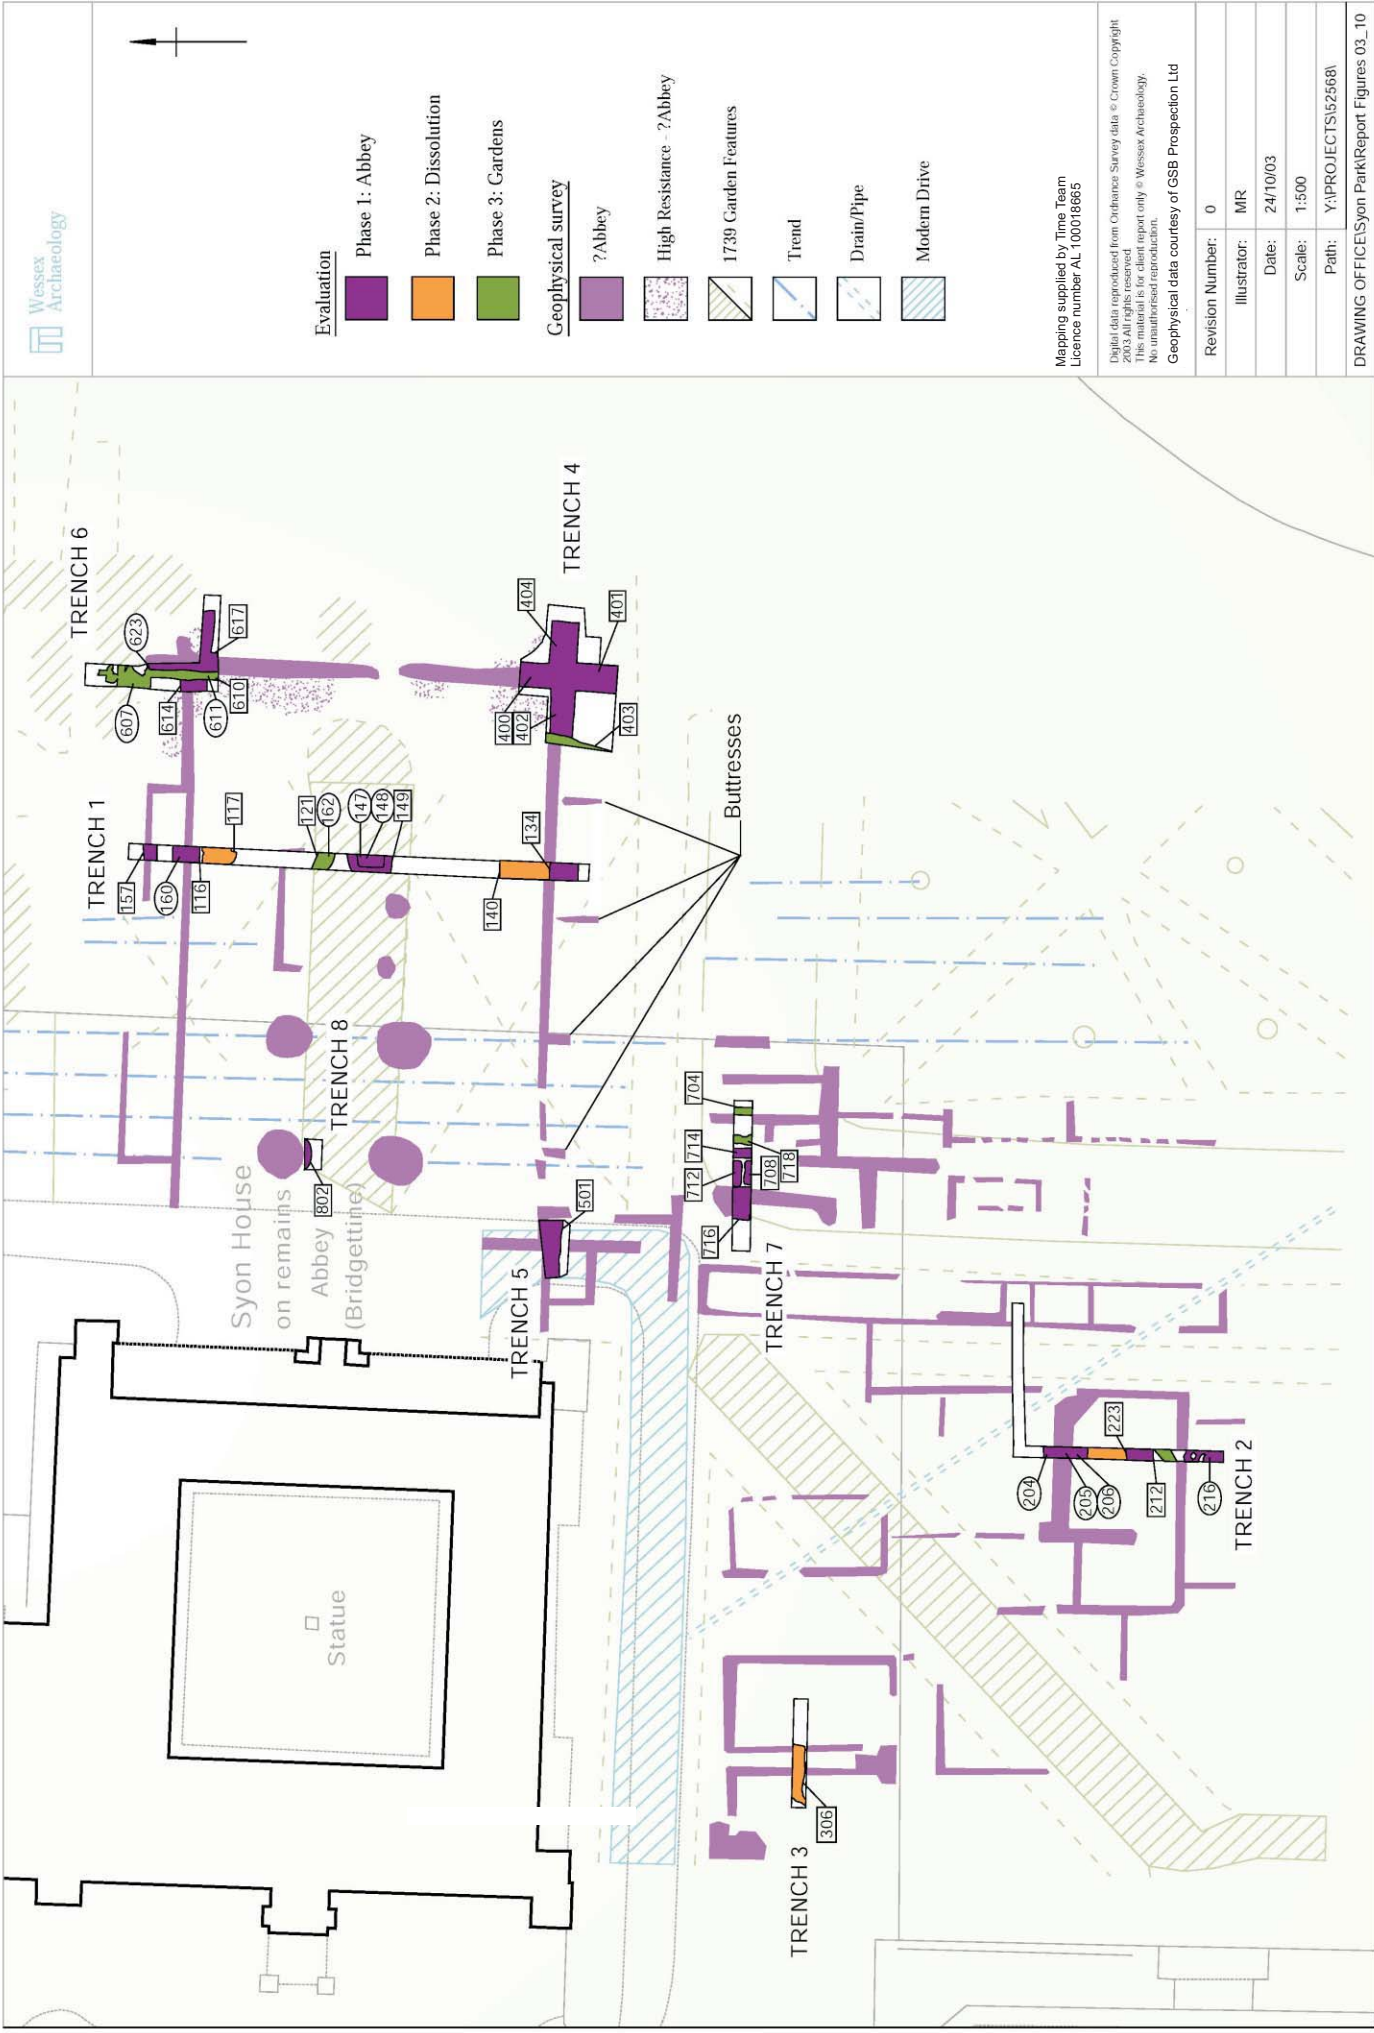 Wessex
Archaeology
Evaluation
Phase 1: Abbey
Phase 2: Dissolution
Phase 3: Gardens
Geophysical survey
?Abbey
High Resistance - ?Abbey
1739 Garden Features
Trend
Drain/Pipe
Modern Drive
Mapping supplied by Time Team
Licence number AL 100018665
Digital data reproduced from Ordnance Survey data © Crown Copyright
2003 All rights reserved
This material is for client report only © Wessex Archaeology.
No unauthorised reproduction.
Geophysical data courtesy of GSB Prospection Ltd
Revision Number: 0
Illustrator: MR
Date: 24/10/03
Scale: 1:500
Path: Y:\PROJECTS\52568\
DRAWING OFFICE\Syon Park\Report Figures 03_10
TRENCH 6
623
607
614
611
610
617
TRENCH 4
404
401
400
402
403
TRENCH 1
157
160
116
117
121
162
147
148
149
134
140
Buttresses
TRENCH 8
802
Syon House
on remains
Abbey
(Bridgettine)
TRENCH 5
501
TRENCH 7
704
714
712
708
718
716
TRENCH 2
204
205
206
223
212
216
TRENCH 3
306
Statue